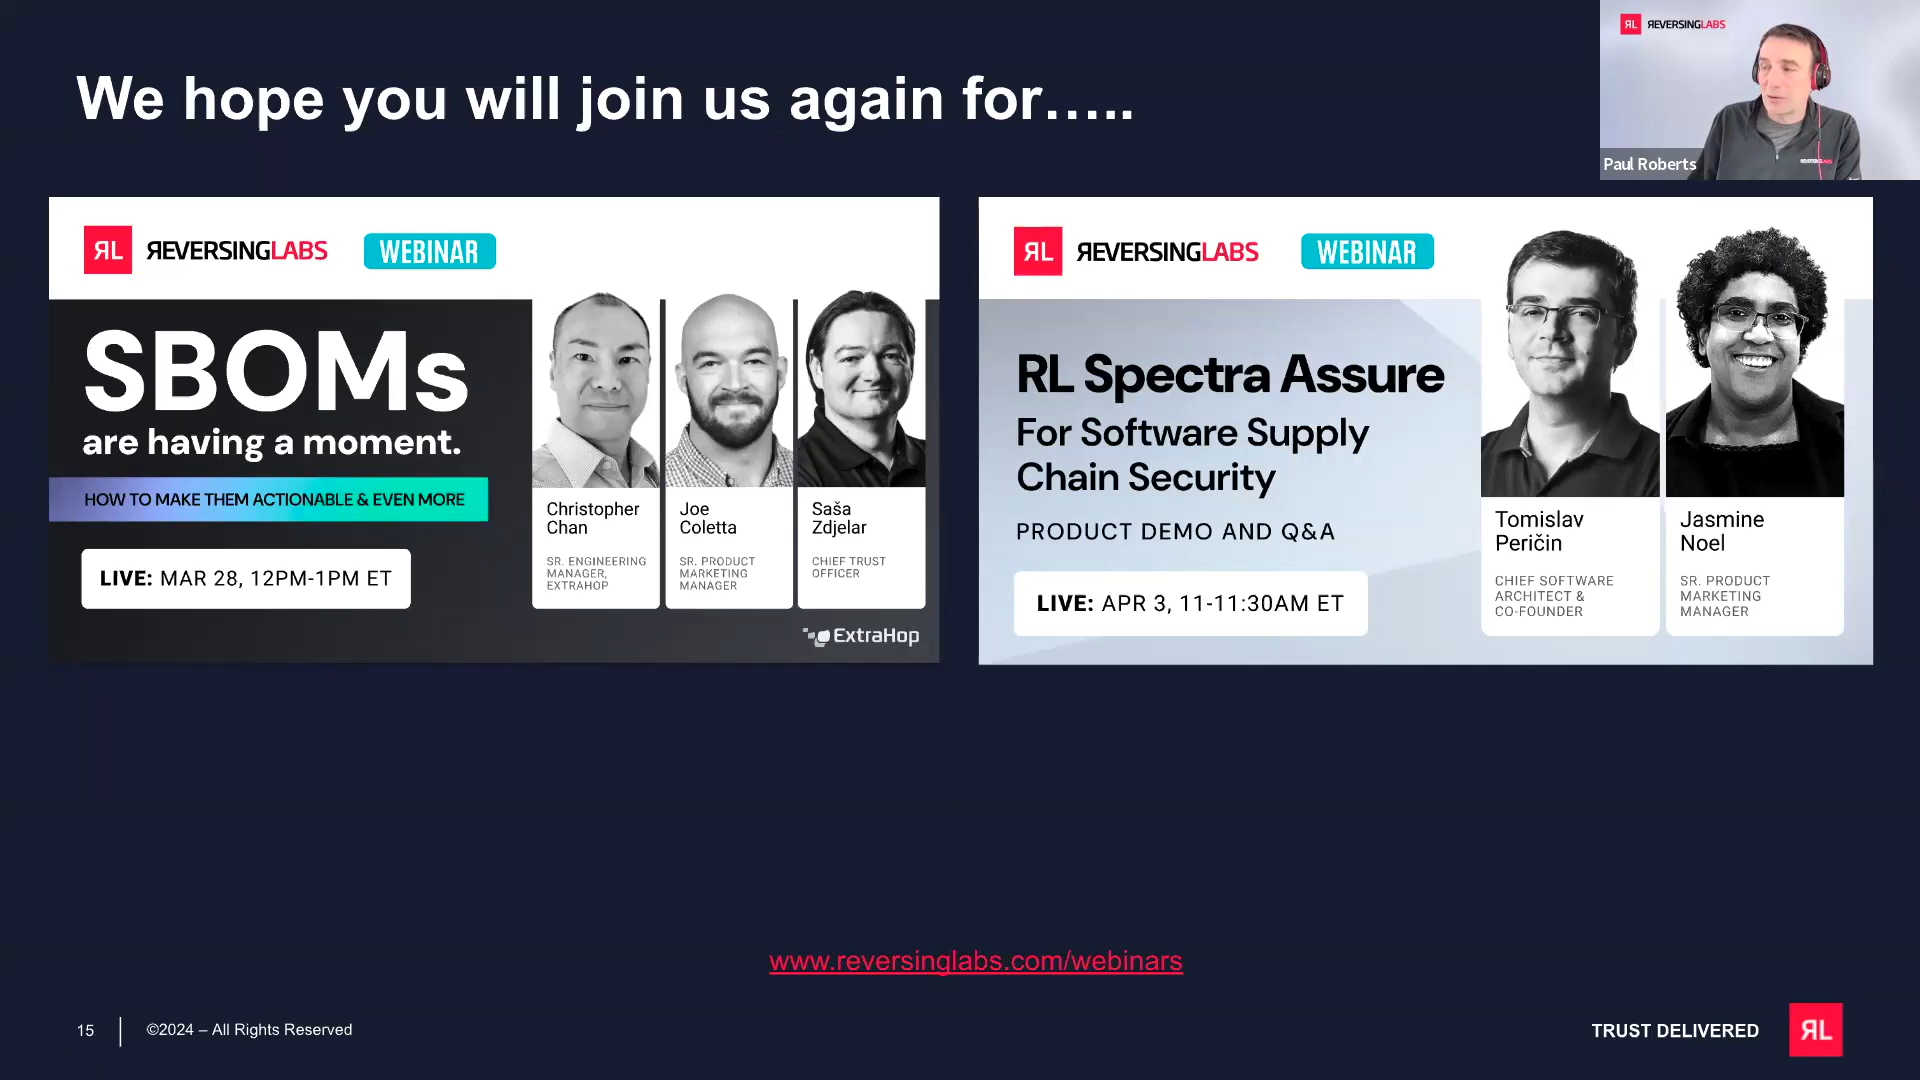 We hope you will join us again for…..
ЯL ЯEVERSINGLABS
Paul Roberts
ЯL ЯEVERSINGLABS WEBINAR
SBOMs
are having a moment.
HOW TO MAKE THEM ACTIONABLE & EVEN MORE
LIVE: MAR 28, 12PM-1PM ET
Christopher
Chan
SR. ENGINEERING
MANAGER,
EXTRAHOP
Joe
Coletta
SR. PRODUCT
MARKETING
MANAGER
Saša
Zdjelar
CHIEF TRUST
OFFICER
ExtraHop
ЯL ЯEVERSINGLABS WEBINAR
RL Spectra Assure
For Software Supply
Chain Security
PRODUCT DEMO AND Q&A
LIVE: APR 3, 11-11:30AM ET
Tomislav
Peričin
CHIEF SOFTWARE
ARCHITECT &
CO-FOUNDER
Jasmine
Noel
SR. PRODUCT
MARKETING
MANAGER
www.reversinglabs.com/webinars
15 ©2024 – All Rights Reserved
TRUST DELIVERED ЯL